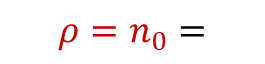 ρ = n₀ =